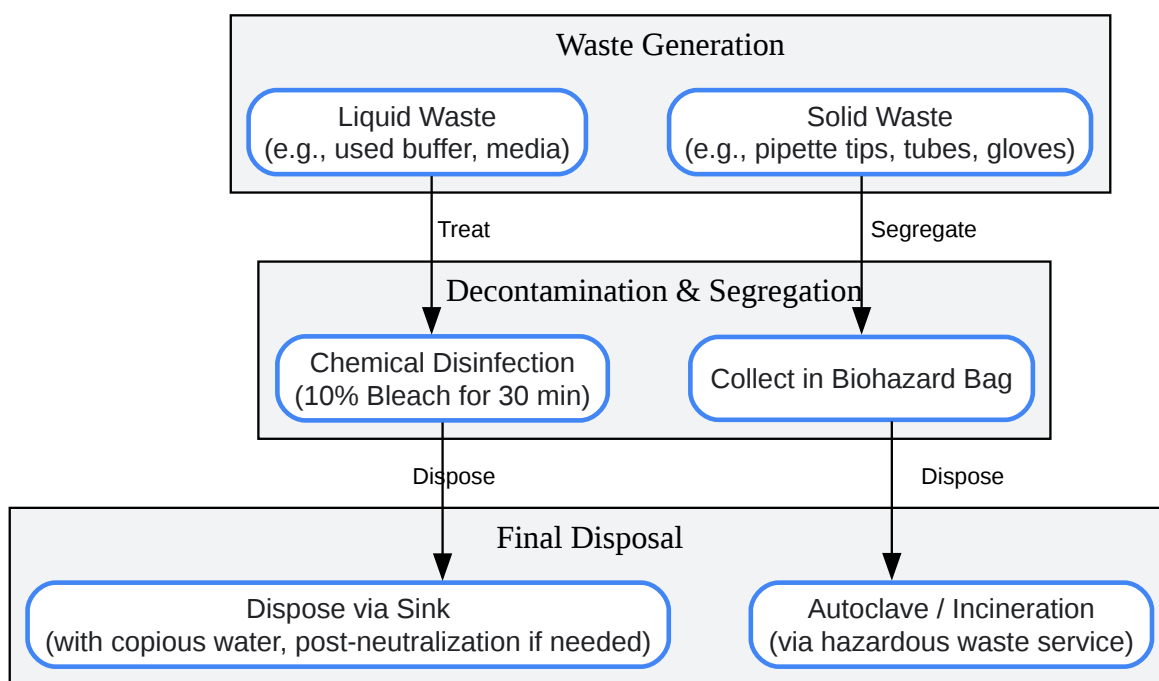 Waste Generation
Liquid Waste
(e.g., used buffer, media)
Solid Waste
(e.g., pipette tips, tubes, gloves)
Treat
Segregate
Decontamination & Segregation
Chemical Disinfection
(10% Bleach for 30 min)
Collect in Biohazard Bag
Dispose
Dispose
Final Disposal
Dispose via Sink
(with copious water, post-neutralization if needed)
Autoclave / Incineration
(via hazardous waste service)